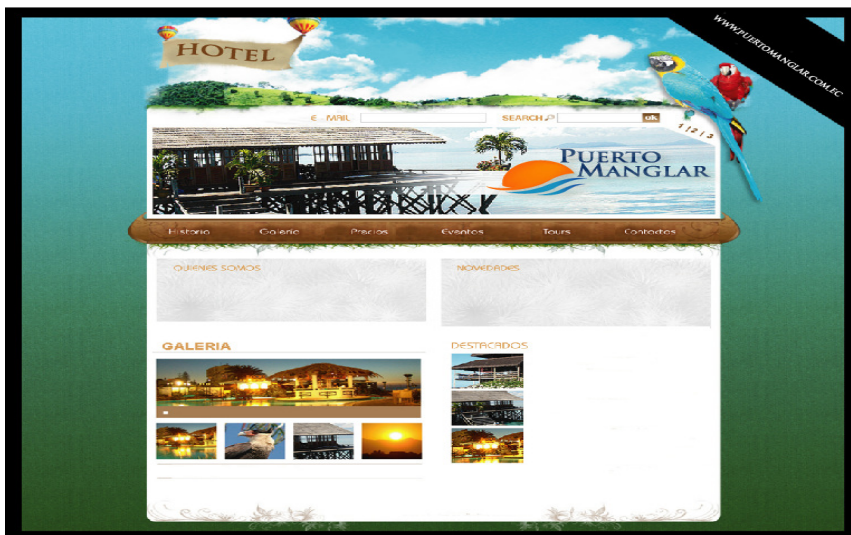 WWW.PUERTOMANGLAR.COM.EC
HOTEL
E - MAIL
SEARCH
ok
1 | 2 | 3
PUERTO
MANGLAR
Historia Galeria Precios Eventos Tours Contactos
QUIENES SOMOS
NOVEDADES
GALERIA
DESTACADOS